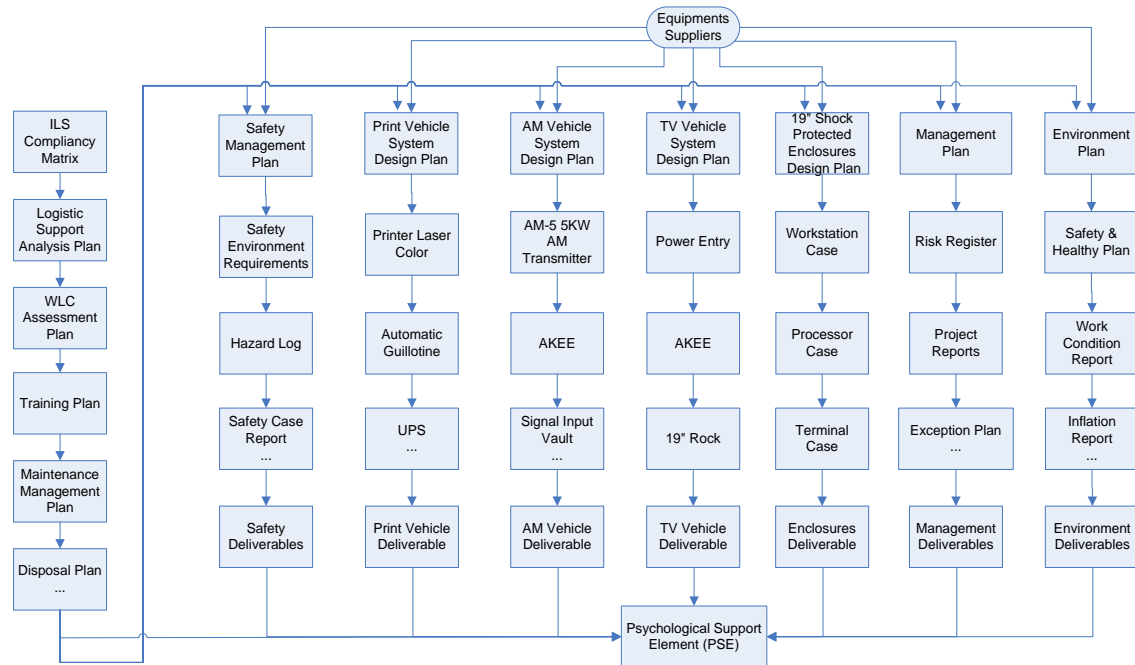 Equipments
Suppliers
ILS
Compliancy
Matrix
Logistic
Support
Analysis Plan
WLC
Assessment
Plan
Training Plan
Maintenance
Management
Plan
Disposal Plan
...
Safety
Management
Plan
Safety
Environment
Requirements
Hazard Log
Safety Case
Report
...
Safety
Deliverables
Print Vehicle
System
Design Plan
Printer Laser
Color
Automatic
Guillotine
UPS
...
Print Vehicle
Deliverable
AM Vehicle
System
Design Plan
AM-5 5KW
AM
Transmitter
AKEE
Signal Input
Vault
...
AM Vehicle
Deliverable
TV Vehicle
System
Design Plan
Power Entry
AKEE
19" Rock
TV Vehicle
Deliverable
19" Shock
Protected
Enclosures
Design Plan
Workstation
Case
Processor
Case
Terminal
Case
Enclosures
Deliverable
Management
Plan
Risk Register
Project
Reports
Exception Plan
...
Management
Deliverables
Environment
Plan
Safety &
Healthy Plan
Work
Condition
Report
Inflation
Report
...
Environment
Deliverables
Psychological Support
Element (PSE)